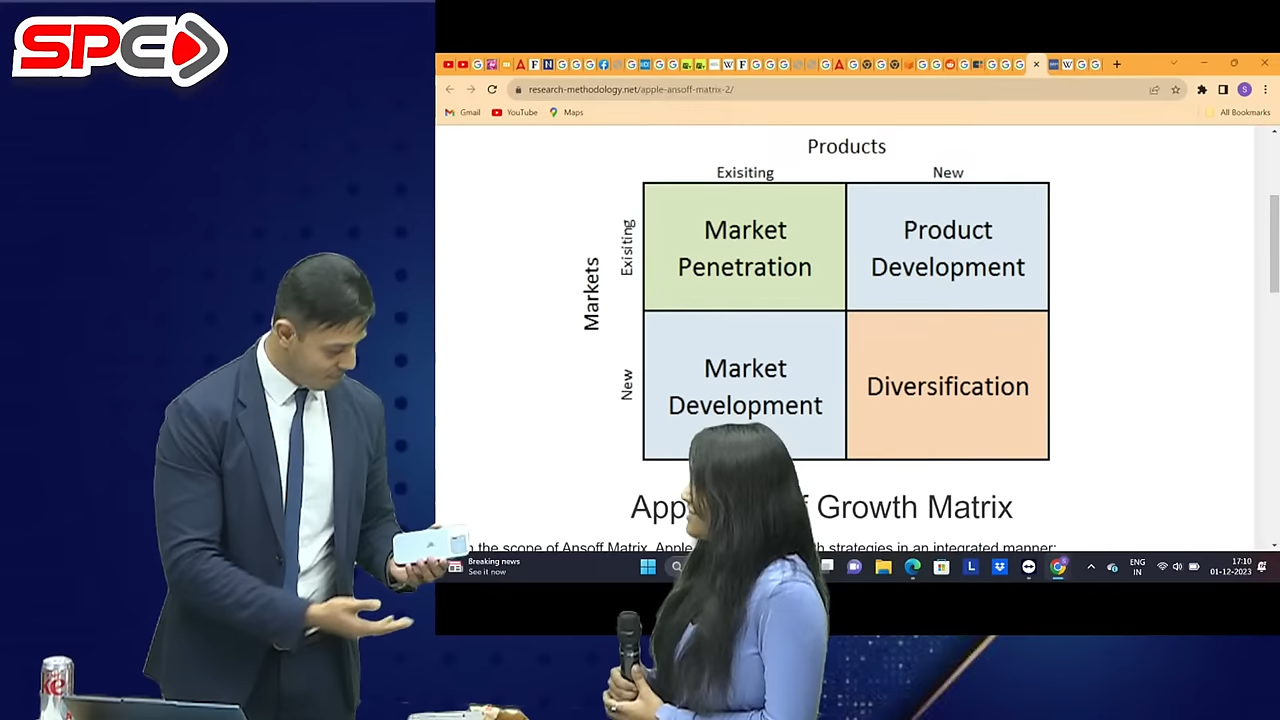 SPE
research-methodology.net/apple-ansoff-matrix-2/
Gmail
YouTube
Maps
All Bookmarks
Products
Exisiting
New
Markets
Exisiting
New
Market
Penetration
Product
Development
Market
Development
Diversification
Growth Matrix
the scope of Ansoff Matrix, Apple
strategies in an integrated manner:
Breaking news
See it now
ENG
IN
17:10
01-12-2023
ke